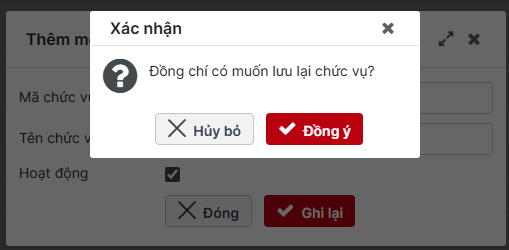 Xác nhận
Thêm m
Đồng chí có muốn lưu lại chức vụ?
Mã chức v
Hủy bỏ
Đồng ý
Tên chức v
Hoạt động
Đóng
Ghi lại